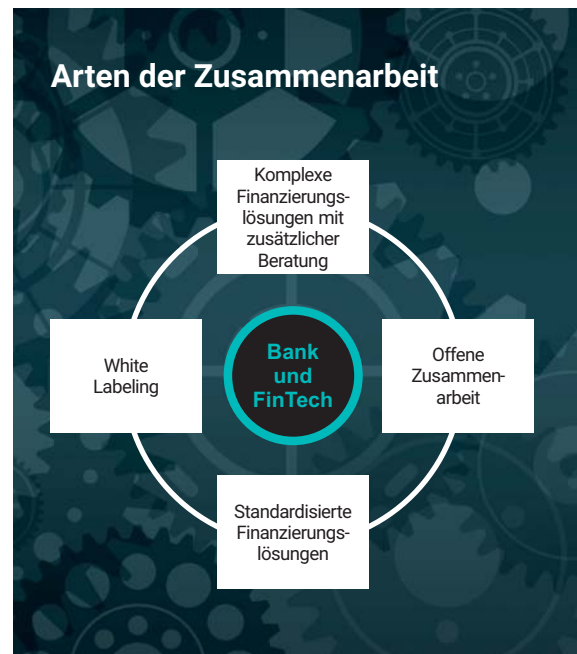 Arten der Zusammenarbeit
Komplexe
Finanzierungs-
lösungen mit
zusätzlicher
Beratung
White
Labeling
Bank
und
FinTech
Offene
Zusammen-
arbeit
Standardisierte
Finanzierungs-
lösungen